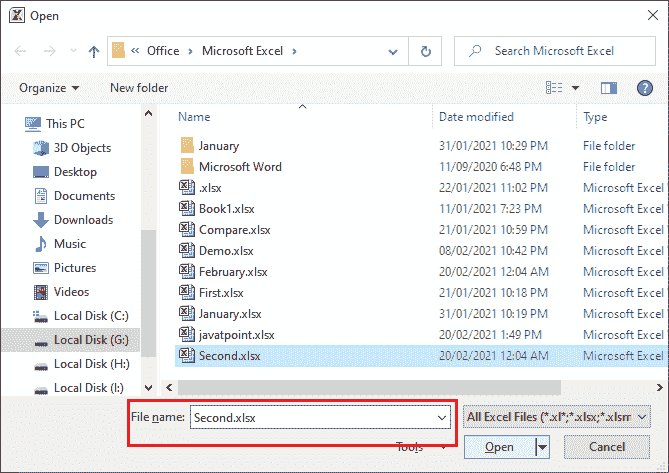 Open
« Office › Microsoft Excel ›
Search Microsoft Excel
Organize
New folder
Name
Date modified
Type
This PC
3D Objects
Desktop
Documents
Downloads
Music
Pictures
Videos
Local Disk (C:)
Local Disk (G:)
Local Disk (H:)
Local Disk (I:)
January 31/01/2021 10:29 PM File folder
Microsoft Word 11/09/2020 6:48 PM File folder
.xlsx 22/01/2021 11:02 PM Microsoft Excel
Book1.xlsx 11/01/2021 7:23 PM Microsoft Excel
Compare.xlsx 21/01/2021 10:59 PM Microsoft Excel
Demo.xlsx 08/02/2021 10:42 PM Microsoft Excel
February.xlsx 20/02/2021 12:04 AM Microsoft Excel
First.xlsx 21/01/2021 10:18 PM Microsoft Excel
January.xlsx 31/01/2021 10:19 PM Microsoft Excel
javatpoint.xlsx 20/02/2021 1:49 PM Microsoft Excel
Second.xlsx 20/02/2021 12:04 AM Microsoft Excel
File name: Second.xlsx
All Excel Files (*.xl*;*.xlsx;*.xlsm
Tools
Open
Cancel